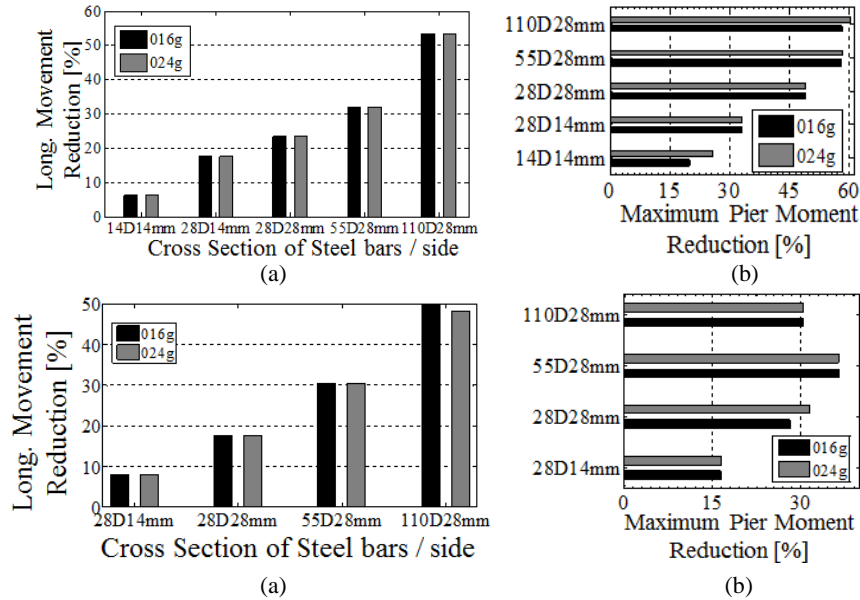 60
50
40
30
20
10
0
Long. Movement
Reduction [%]
016g
024g
14D14mm 28D14mm 28D28mm 55D28mm 110D28mm
Cross Section of Steel bars / side
(a)
110D28mm
55D28mm
28D28mm
28D14mm
14D14mm
016g
024g
0 15 30 45 60
Maximum Pier Moment
Reduction [%]
(b)
50
40
30
20
10
0
Long. Movement
Reduction [%]
016g
024g
28D14mm 28D28mm 55D28mm 110D28mm
Cross Section of Steel bars / side
(a)
110D28mm
55D28mm
28D28mm
28D14mm
016g
024g
0 15 30
Maximum Pier Moment
Reduction [%]
(b)